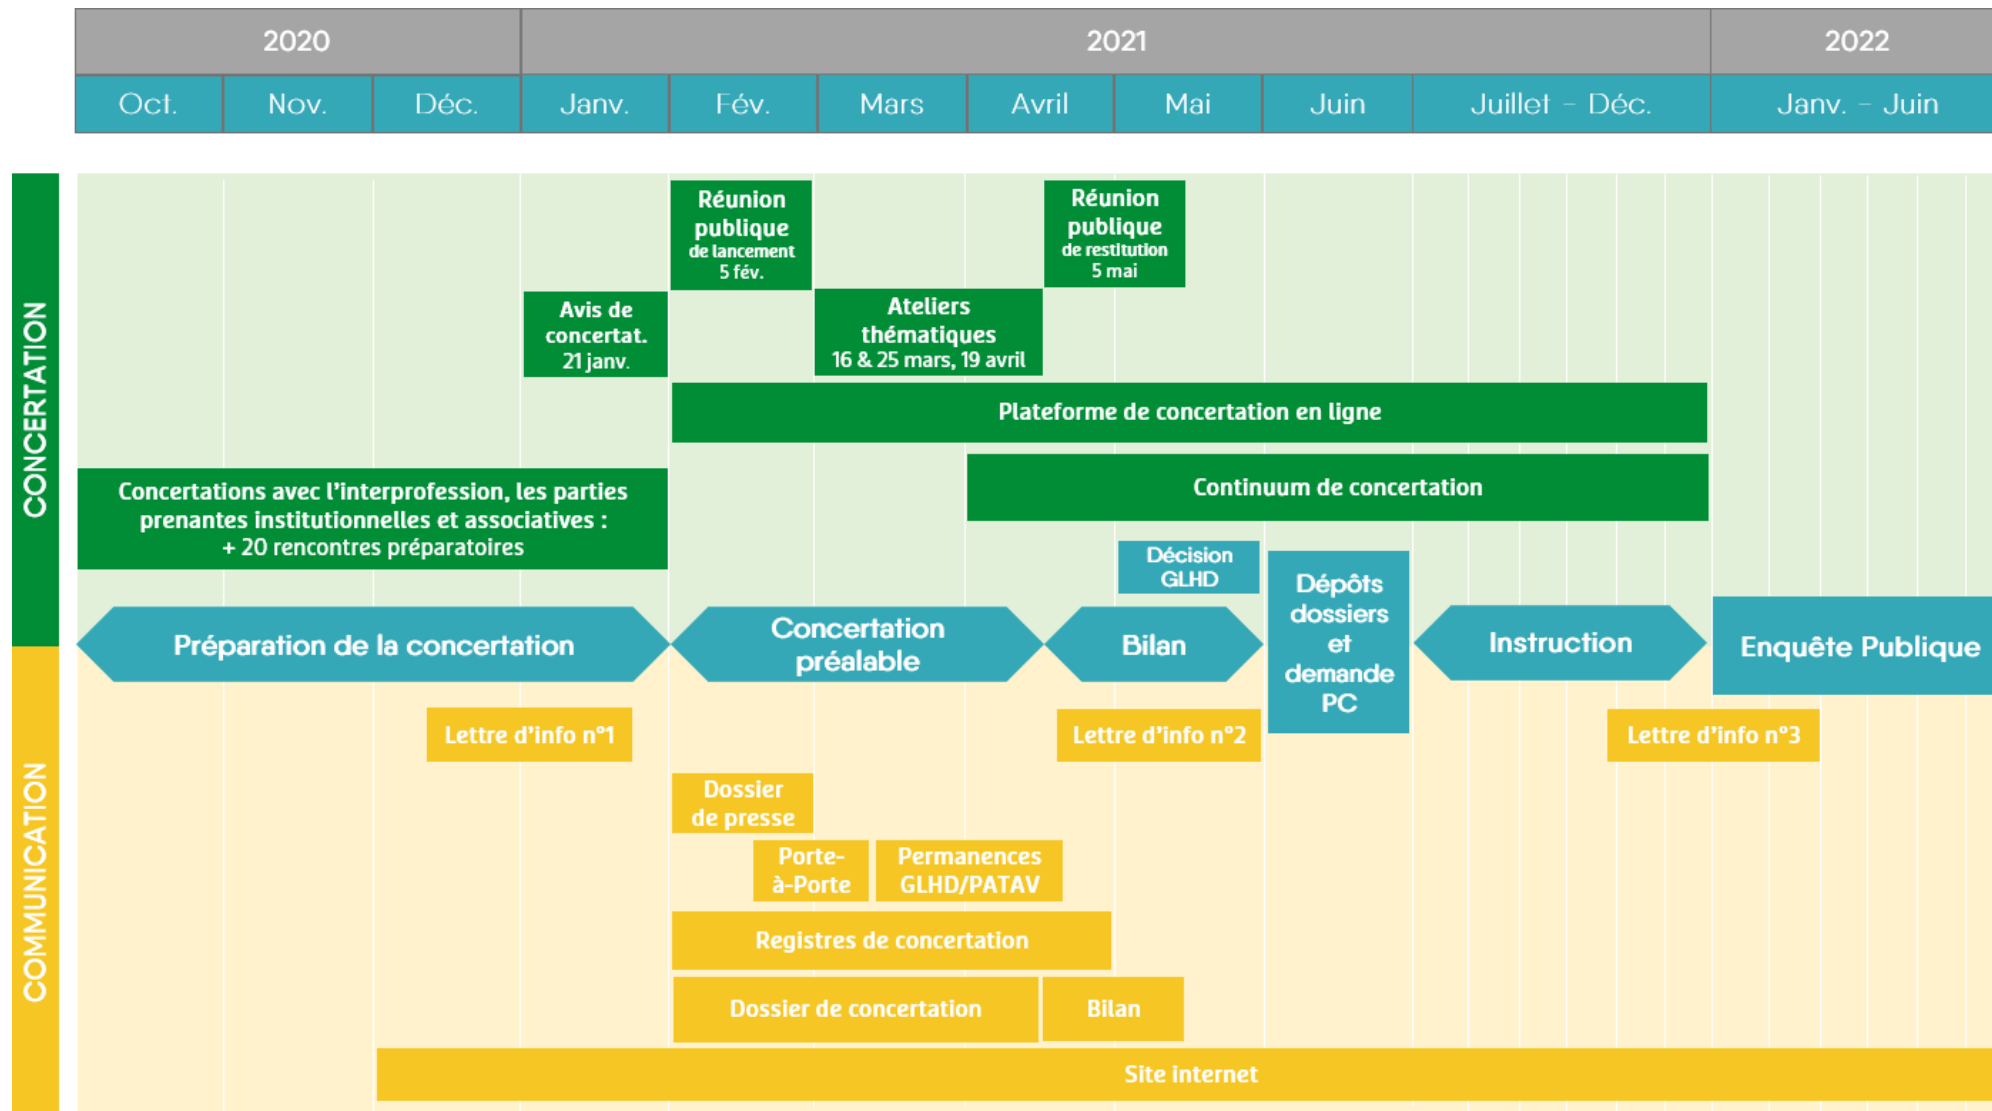 2020
2021
2022
Oct.
Nov.
Déc.
Janv.
Fév.
Mars
Avril
Mai
Juin
Juillet - Déc.
Janv. - Juin
CONCERTATION
Réunion
publique
de lancement
5 fév.
Réunion
publique
de restitution
5 mai
Avis de
concertat.
21 janv.
Ateliers
thématiques
16 & 25 mars, 19 avril
Plateforme de concertation en ligne
Continuum de concertation
Concertations avec l'interprofession, les parties
prenantes institutionnelles et associatives :
+ 20 rencontres préparatoires
Décision
GLHD
Dépôts
dossiers
et
demande
PC
Préparation de la concertation
Concertation
préalable
Bilan
Instruction
Enquête Publique
COMMUNICATION
Lettre d'info n°1
Lettre d'info n°2
Lettre d'info n°3
Dossier
de presse
Porte-
à-Porte
Permanences
GLHD/PATAV
Registres de concertation
Dossier de concertation
Bilan
Site internet